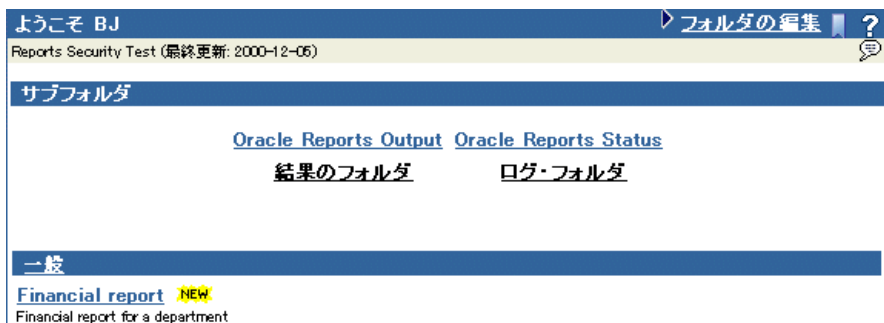 ようこそ BJ
フォルダの編集 ?
Reports Security Test (最終更新: 2000-12-05)
サブフォルダ
Oracle Reports Output Oracle Reports Status
結果のフォルダ ログ・フォルダ
一般
Financial report NEW
Financial report for a department